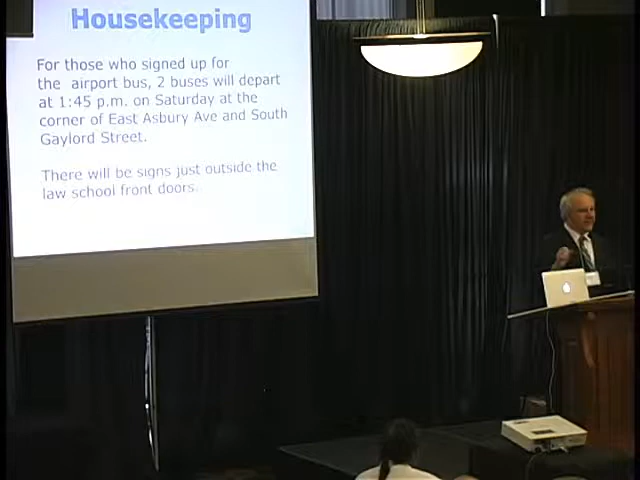 Housekeeping
For those who signed up for
the airport bus, 2 buses will depart
at 1:45 p.m. on Saturday at the
corner of East Asbury Ave and South
Gaylord Street.
There will be signs just outside the
law school front doors.